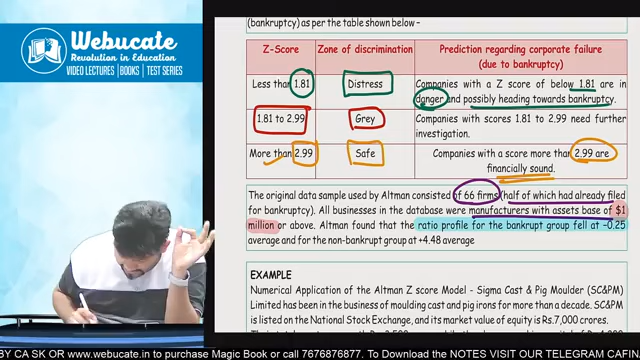 (bankruptcy) as per the table shown below –
Webucate
Revolution in Education
VIDEO LECTURES | BOOKS | TEST SERIES
Z-Score
Zone of discrimination
Prediction regarding corporate failure
(due to bankruptcy)
Less than 1.81
Distress
Companies with a Z score of below 1.81 are in
danger and possibly heading towards bankruptcy.
1.81 to 2.99
Grey
Companies with scores 1.81 to 2.99 need further
investigation.
More than 2.99
Safe
Companies with a score more than 2.99 are
financially sound.
The original data sample used by Altman consisted of 66 firms (half of which had already filed
for bankruptcy). All businesses in the database were manufacturers with assets base of $1
million or above. Altman found that the ratio profile for the bankrupt group fell at −0.25
average and for the non-bankrupt group at +4.48 average
EXAMPLE
Numerical Application of the Altman Z score Model - Sigma Cast & Pig Moulder (SC&PM)
Limited has been in the business of moulding cast and pig irons for more than a decade. SC&PM
is listed on the National Stock Exchange, and its market value of equity is Rs.7,000 crores.
BY CA SK OR www.webucate.in to purchase Magic Book or call 7676876877. To Download the NOTES VISIT OUR TELEGRAM CAFIN